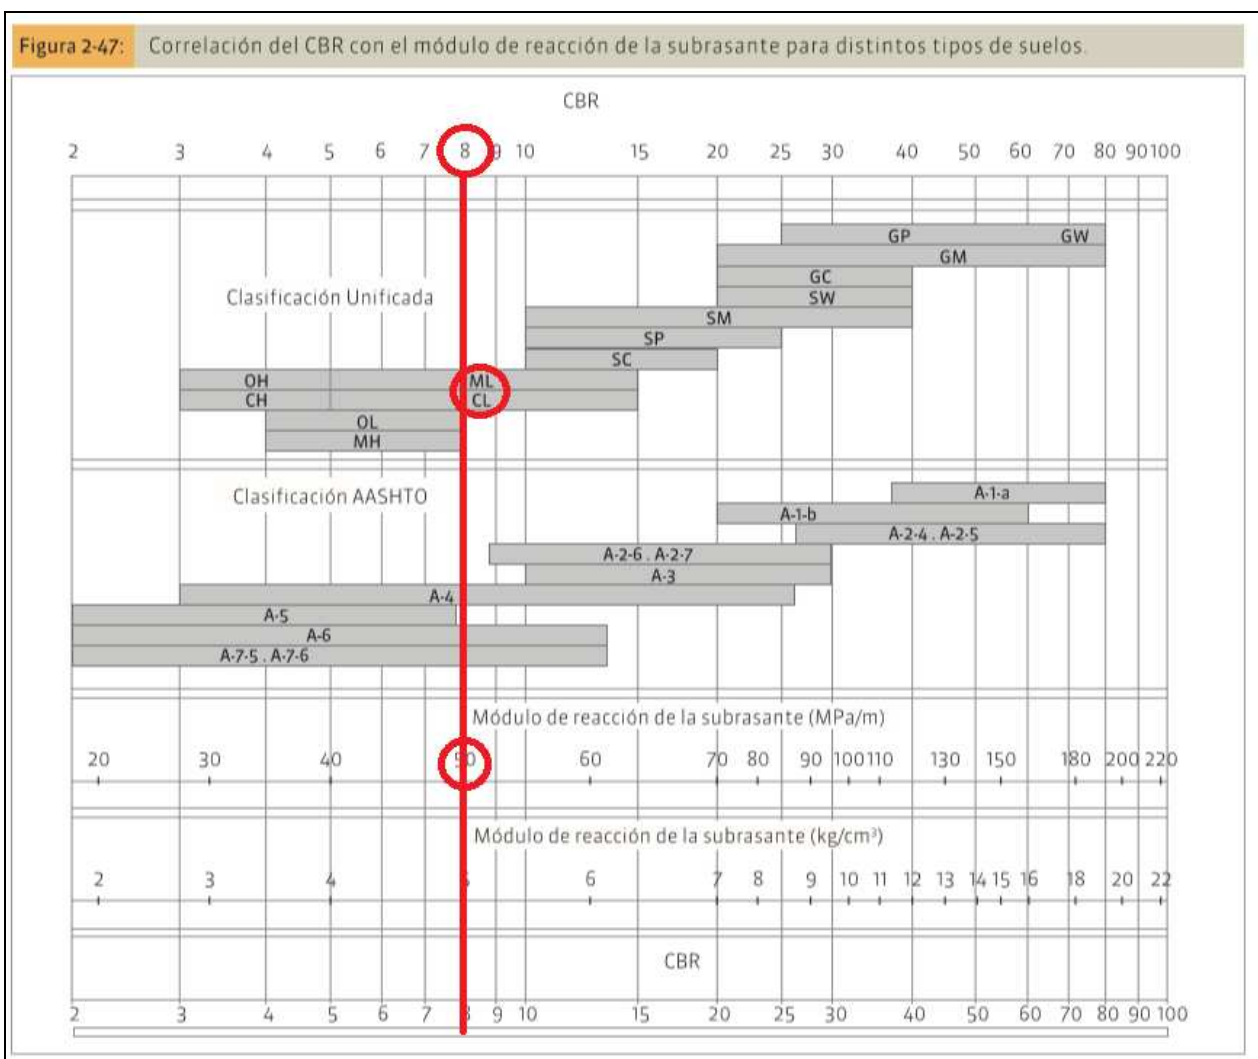 Figura 2-47: Correlación del CBR con el módulo de reacción de la subrasante para distintos tipos de suelos.
CBR
2 3 4 5 6 7 8 9 10 15 20 25 30 40 50 60 70 80 90 100
GP GW
GM
GC
Clasificación Unificada SW
SM
SP
SC
OH ML
CH CL
OL
MH
Clasificación AASHTO A-1-a
A-1-b
A-2-4 . A-2-5
A-2-6 . A-2-7
A-3
A-4
A-5
A-6
A-7-5 . A-7-6
Módulo de reacción de la subrasante (MPa/m)
20 30 40 50 60 70 80 90 100 110 130 150 180 200 220
Módulo de reacción de la subrasante (kg/cm³)
2 3 4 6 7 8 9 10 11 12 13 14 15 16 18 20 22
CBR
2 3 4 5 6 7 8 9 10 15 20 25 30 40 50 60 70 80 90 100